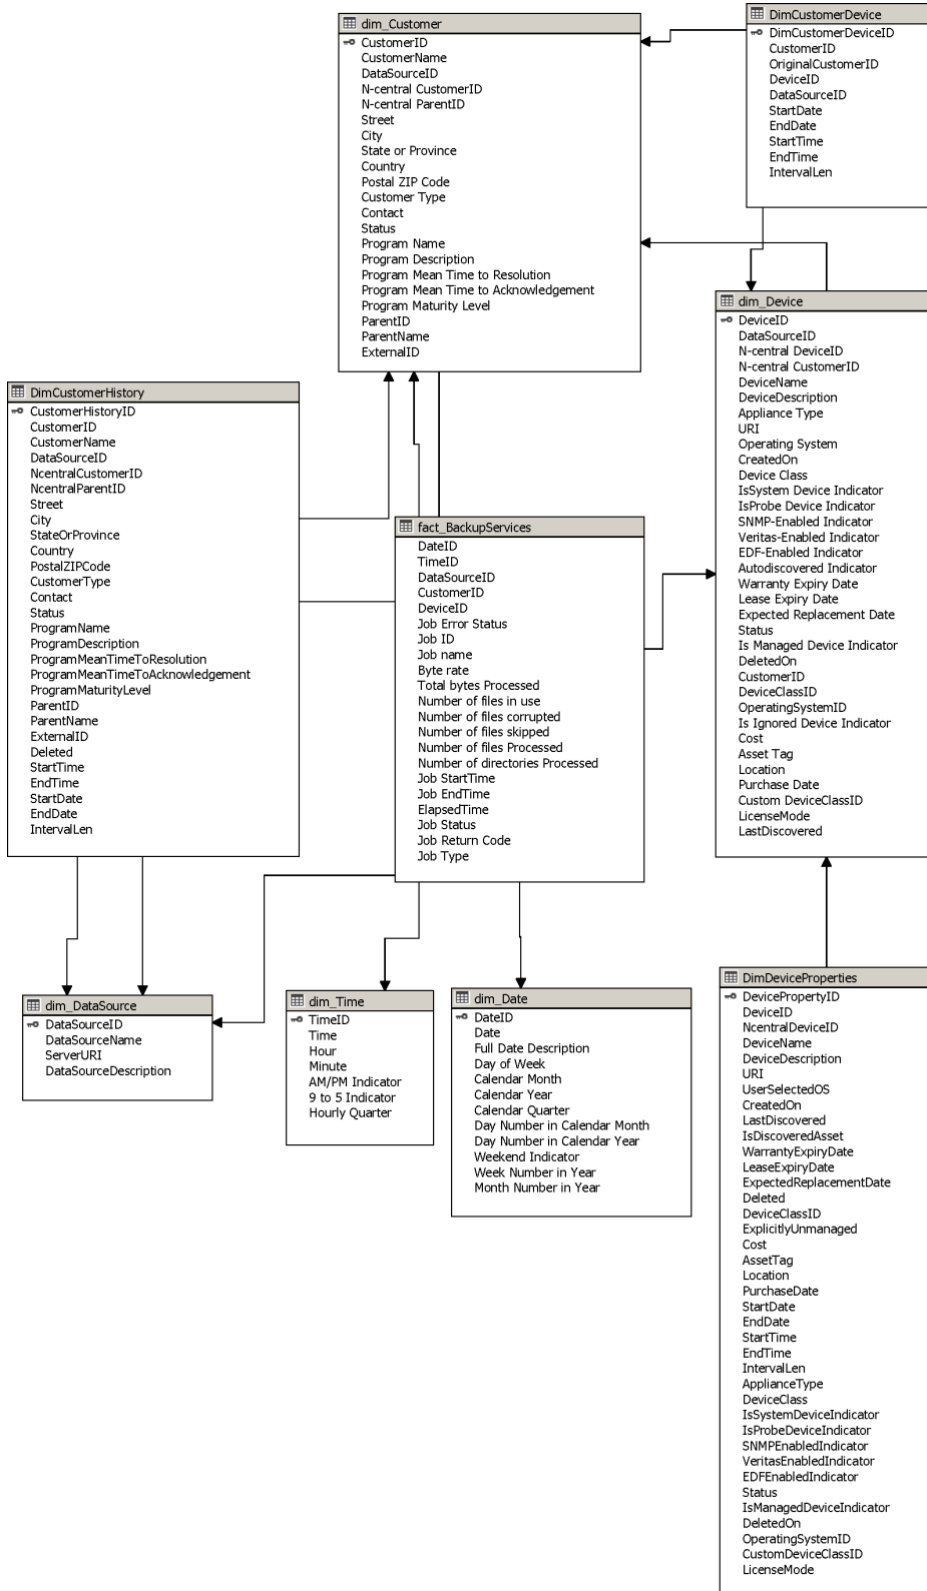 dim_Customer
CustomerID
CustomerName
DataSourceID
N-central CustomerID
N-central ParentID
Street
City
State or Province
Country
Postal ZIP Code
Customer Type
Contact
Status
Program Name
Program Description
Program Mean Time to Resolution
Program Mean Time to Acknowledgement
Program Maturity Level
ParentID
ParentName
ExternalID
DimCustomerDevice
DimCustomerDeviceID
CustomerID
OriginalCustomerID
DeviceID
DataSourceID
StartDate
EndDate
StartTime
EndTime
IntervalLen
dim_Device
DeviceID
DataSourceID
N-central DeviceID
N-central CustomerID
DeviceName
DeviceDescription
Appliance Type
URI
Operating System
CreatedOn
Device Class
IsSystem Device Indicator
IsProbe Device Indicator
SNMP-Enabled Indicator
Veritas-Enabled Indicator
EDF-Enabled Indicator
Autodiscovered Indicator
Warranty Expiry Date
Lease Expiry Date
Expected Replacement Date
Status
Is Managed Device Indicator
DeletedOn
CustomerID
DeviceClassID
OperatingSystemID
Is Ignored Device Indicator
Cost
Asset Tag
Location
Purchase Date
Custom DeviceClassID
LicenseMode
LastDiscovered
DimCustomerHistory
CustomerHistoryID
CustomerID
CustomerName
DataSourceID
NcentralCustomerID
NcentralParentID
Street
City
StateOrProvince
Country
PostalZIPCode
CustomerType
Contact
Status
ProgramName
ProgramDescription
ProgramMeanTimeToResolution
ProgramMeanTimeToAcknowledgement
ProgramMaturityLevel
ParentID
ParentName
ExternalID
Deleted
StartTime
EndTime
StartDate
EndDate
IntervalLen
fact_BackupServices
DateID
TimeID
DataSourceID
CustomerID
DeviceID
Job Error Status
Job ID
Job name
Byte rate
Total bytes Processed
Number of files in use
Number of files corrupted
Number of files skipped
Number of files Processed
Number of directories Processed
Job StartTime
Job EndTime
ElapsedTime
Job Status
Job Return Code
Job Type
dim_DataSource
DataSourceID
DataSourceName
ServerURI
DataSourceDescription
dim_Time
TimeID
Time
Hour
Minute
AM/PM Indicator
9 to 5 Indicator
Hourly Quarter
dim_Date
DateID
Date
Full Date Description
Day of Week
Calendar Month
Calendar Year
Calendar Quarter
Day Number in Calendar Month
Day Number in Calendar Year
Weekend Indicator
Week Number in Year
Month Number in Year
DimDeviceProperties
DevicePropertyID
DeviceID
NcentralDeviceID
DeviceName
DeviceDescription
URI
UserSelectedOS
CreatedOn
LastDiscovered
IsDiscoveredAsset
WarrantyExpiryDate
LeaseExpiryDate
ExpectedReplacementDate
Deleted
DeviceClassID
ExplicitlyUnmanaged
Cost
AssetTag
Location
PurchaseDate
StartDate
EndDate
StartTime
EndTime
IntervalLen
ApplianceType
DeviceClass
IsSystemDeviceIndicator
IsProbeDeviceIndicator
SNMPEnabledIndicator
VeritasEnabledIndicator
EDFEnabledIndicator
Status
IsManagedDeviceIndicator
DeletedOn
OperatingSystemID
CustomDeviceClassID
LicenseMode